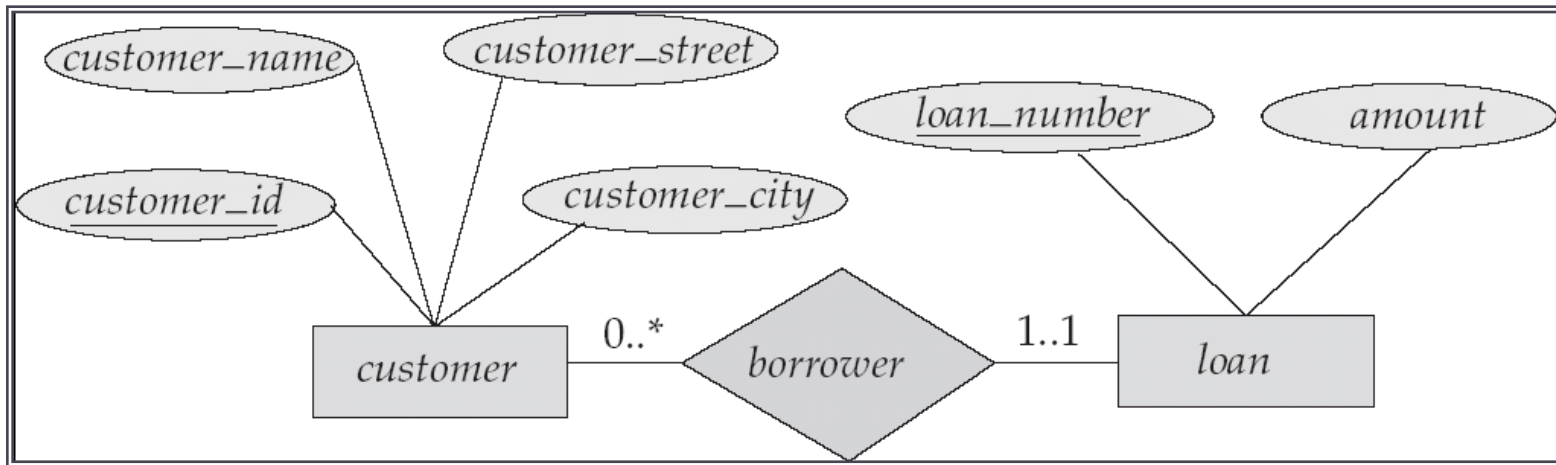 customer_name
customer_street
loan_number
amount
customer_id
customer_city
0..*
1..1
customer
borrower
loan